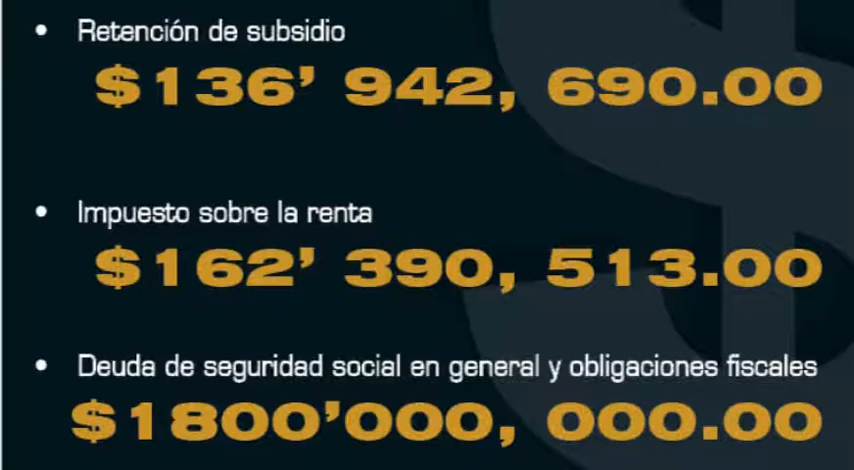 • Retención de subsidio
$136' 942, 690.00
• Impuesto sobre la renta
$162' 390, 513.00
• Deuda de seguridad social en general y obligaciones fiscales
$1800'000, 000.00